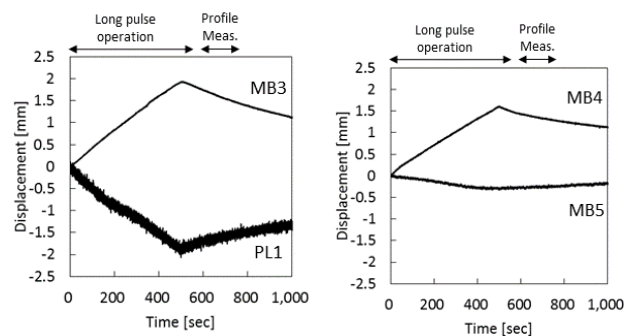 Long pulse
operation
Profile
Meas.
2.5
2
1.5
1
0.5
0
-0.5
-1
-1.5
-2
-2.5
Displacement [mm]
MB3
PL1
0 200 400 600 800 1,000
Time [sec]
Long pulse
operation
Profile
Meas.
2.5
2
1.5
1
0.5
0
-0.5
-1
-1.5
-2
-2.5
Displacement [mm]
MB4
MB5
0 200 400 600 800 1,000
Time [sec]